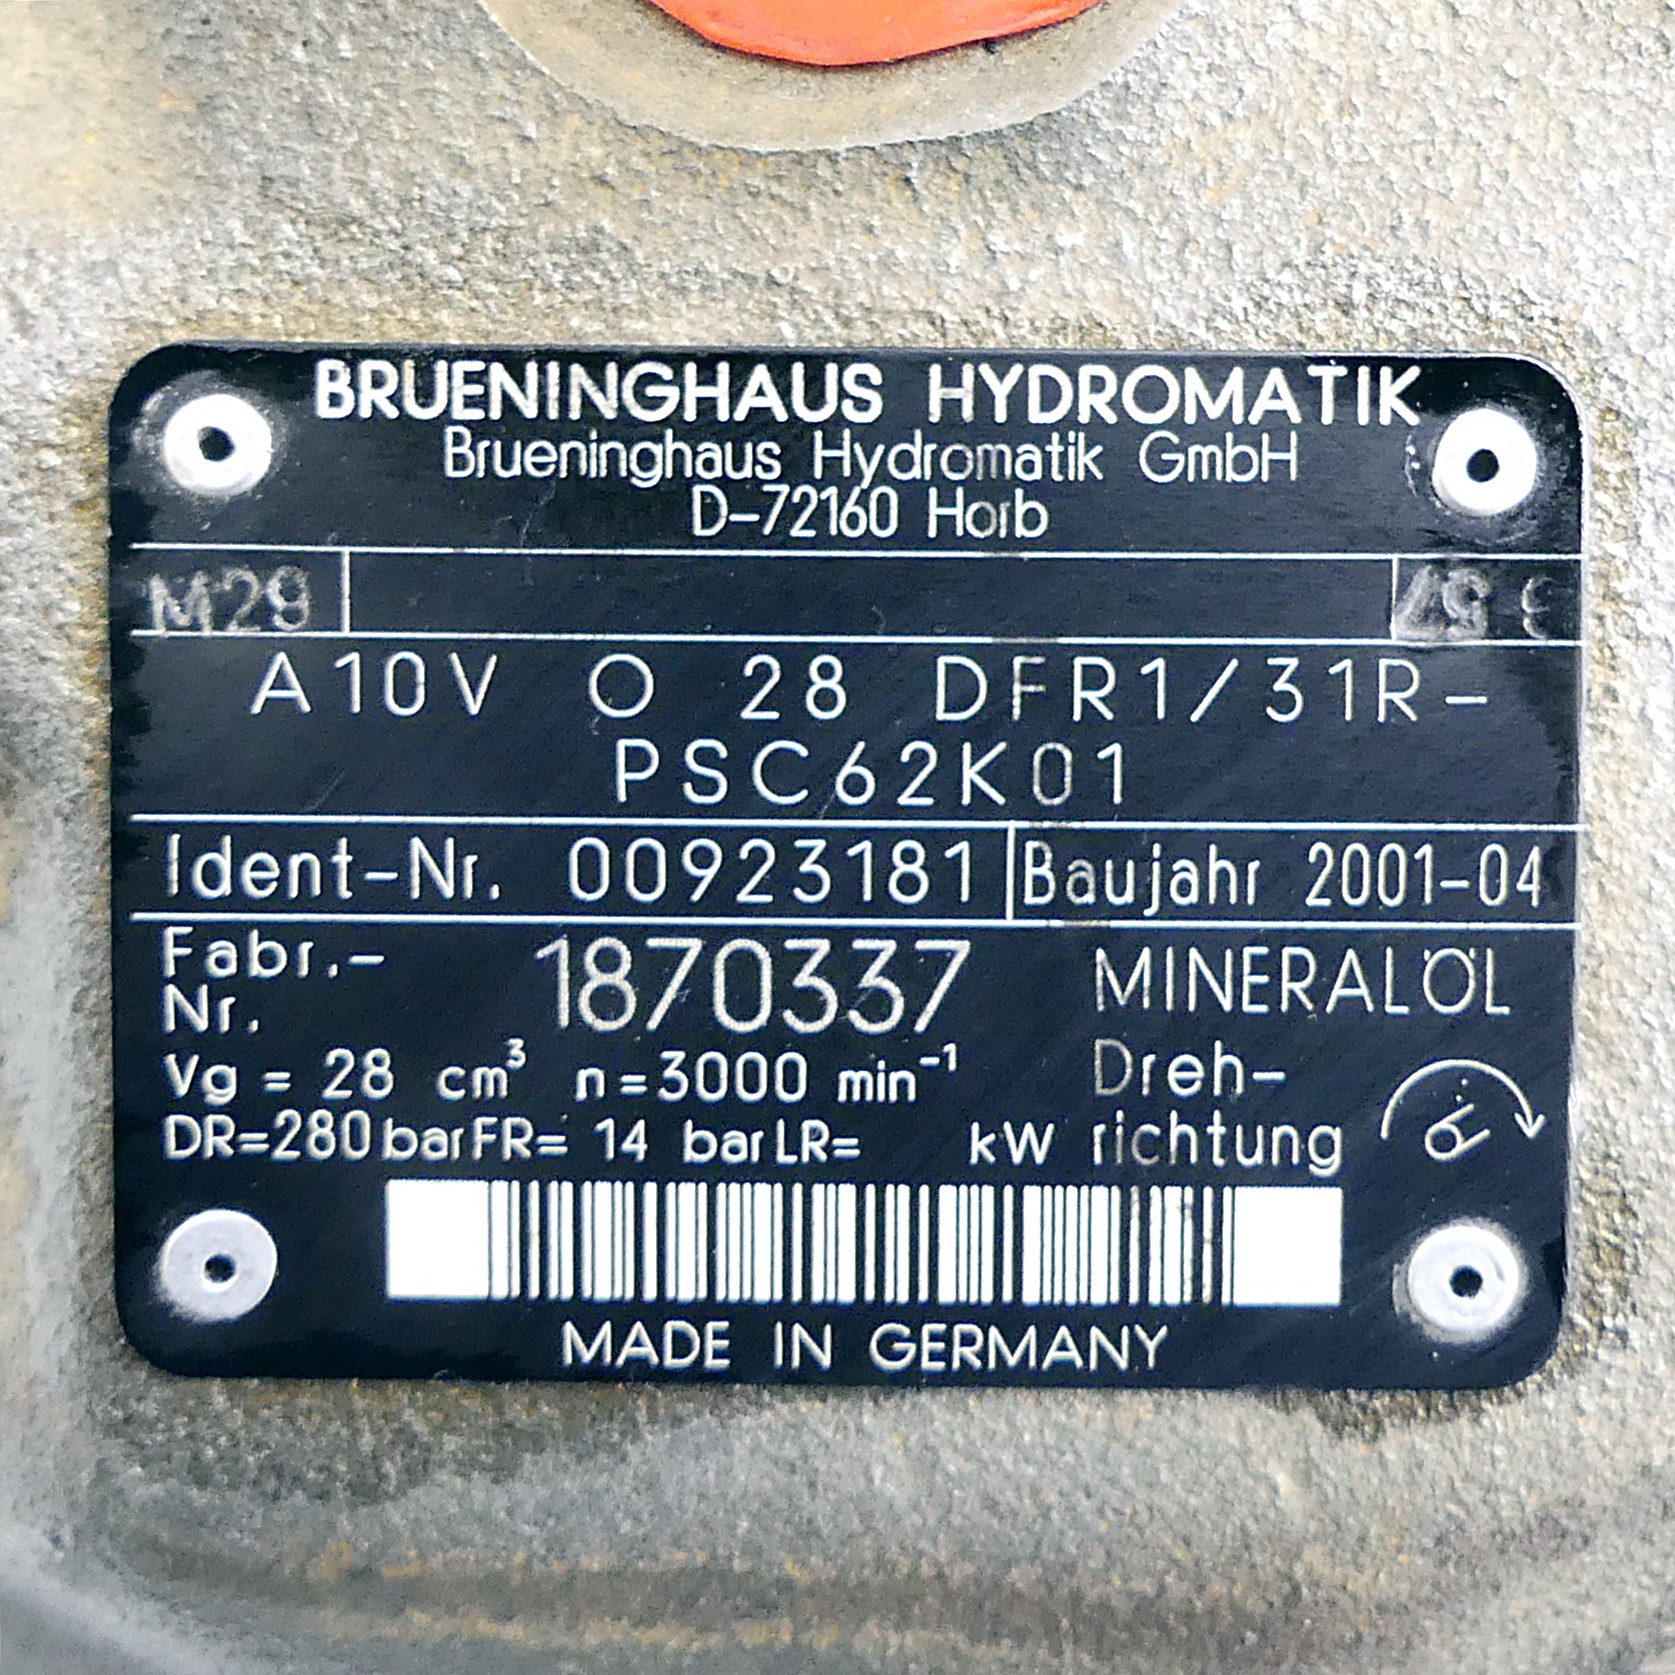 BRUENINGHAUS HYDROMATIK
Brueninghaus Hydromatik GmbH
D-72160 Horb
M29
A10V O 28 DFR1/31R-
PSC62K01
Ident-Nr. 00923181 Baujahr 2001-04
Fabr.-
Nr. 1870337 MINERALÖL
Vg = 28 cm³ n=3000 min⁻¹ Dreh-
DR=280bar FR= 14 bar LR= kW richtung
MADE IN GERMANY